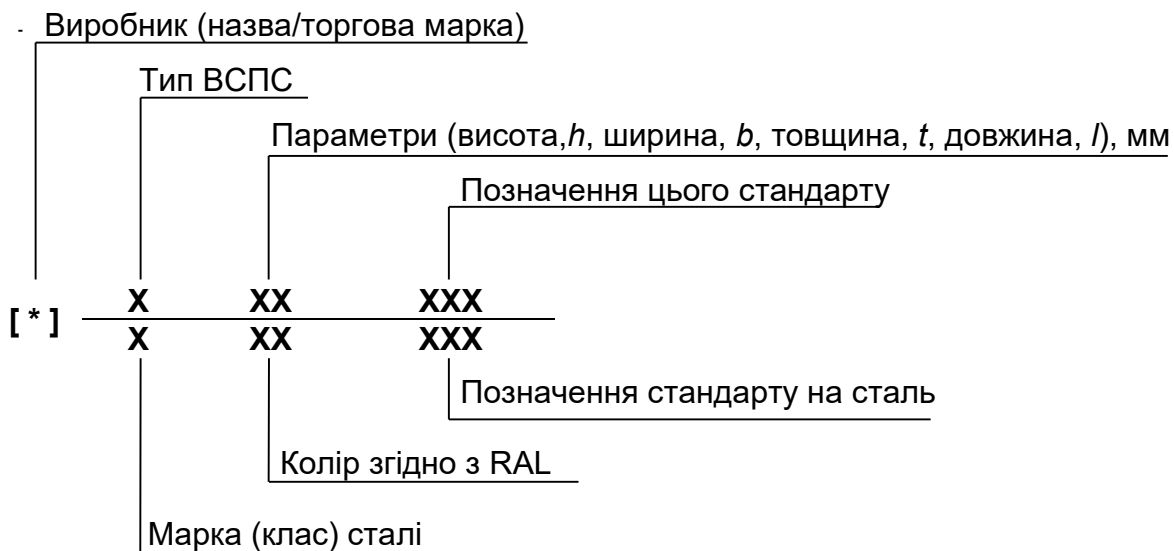 - Виробник (назва/торгова марка)
Тип ВСПС
Параметри (висота,h, ширина, b, товщина, t, довжина, l), мм
Позначення цього стандарту
X XX XXX
[ * ]
X XX XXX
Позначення стандарту на сталь
Колір згідно з RAL
Марка (клас) сталі